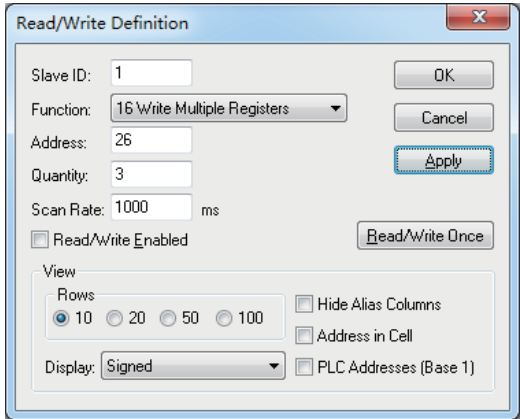 Read/Write Definition
Slave ID: 1
OK
Function: 16 Write Multiple Registers
Cancel
Address: 26
Apply
Quantity: 3
Scan Rate: 1000 ms
Read/Write Enabled
Read/Write Once
View
Rows
10 20 50 100
Hide Alias Columns
Address in Cell
Display: Signed
PLC Addresses (Base 1)